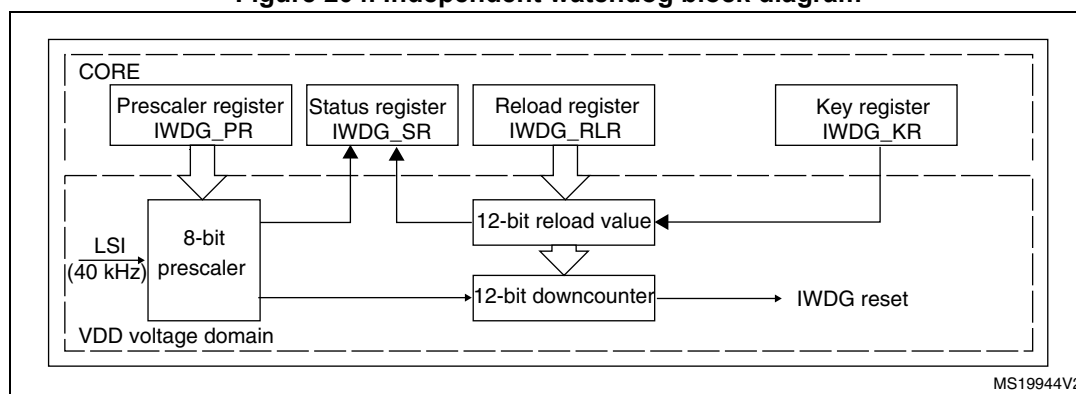 Figure Independent watchdog block diagram
CORE
Prescaler register
IWDG_PR
Status register
IWDG_SR
Reload register
IWDG_RLR
Key register
IWDG_KR
LSI
(40 kHz)
8-bit
prescaler
12-bit reload value
12-bit downcounter
IWDG reset
VDD voltage domain
MS19944V2